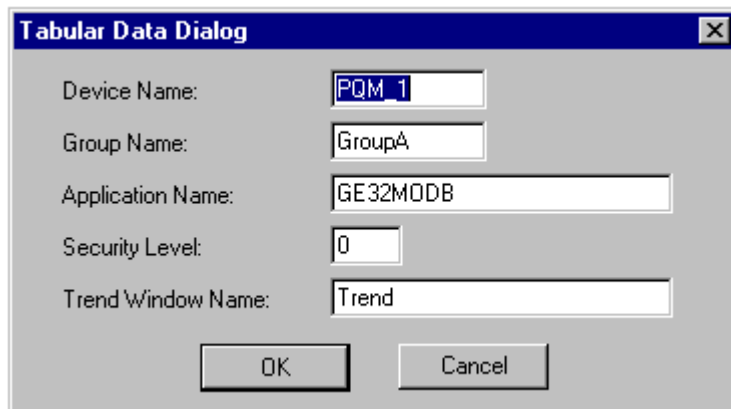 Tabular Data Dialog
Device Name: PQM_1
Group Name: GroupA
Application Name: GE32MODB
Security Level: 0
Trend Window Name: Trend
OK Cancel